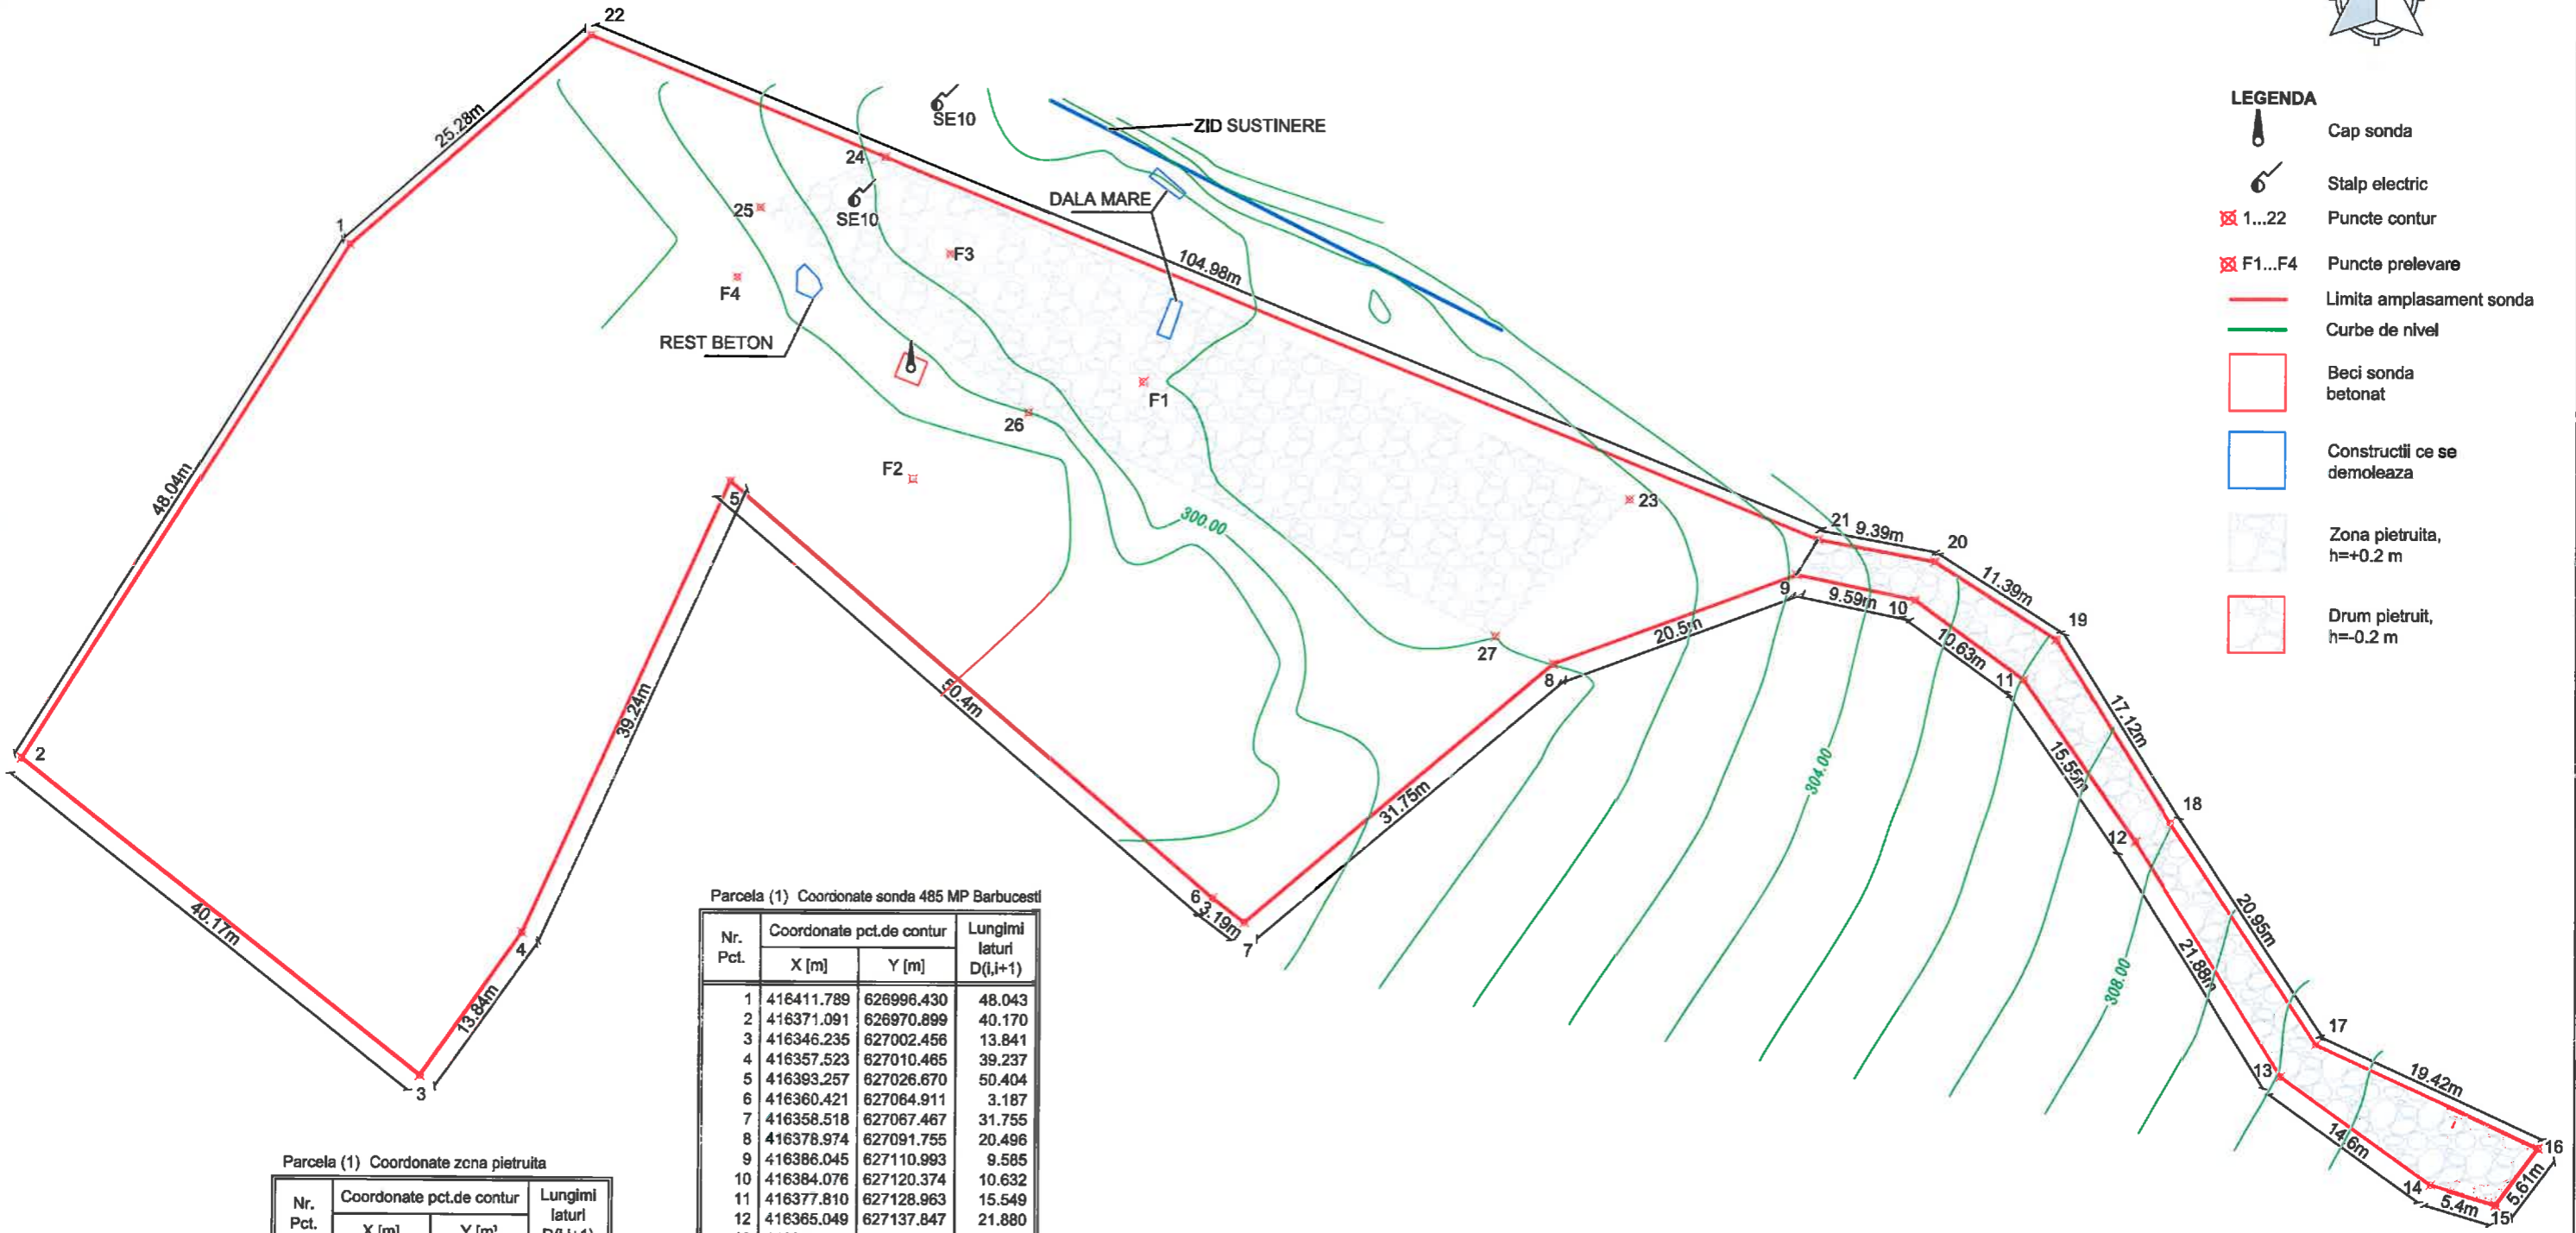 22
25.28m
1
SE10
ZID SUSTINERE
24
DALA MARE
25
SE10
F3
104.98m
F4
REST BETON
F1
26
48.04m
F2
5
300.00
23
21
9.39m
20
11.39m
19
9
9.59m
10
10.63m
11
20.5m
27
8
17.12m
18
15.55m
12
304.00
2
39.24m
50.4m
31.75m
40.17m
4
13.84m
3
6
3.19m
7
20.95m
21.88m
308.00
17
13
19.42m
16
14.6m
14
5.4m
15
5.61m
LEGENDA
Cap sonda
Stalp electric
1...22 Puncte contur
F1...F4 Puncte prelevare
Limita amplasament sonda
Curbe de nivel
Beci sonda
betonat
Constructii ce se
demoleaza
Zona pietruita,
h=+0.2 m
Drum pietruit,
h=-0.2 m
Parcela (1) Coordonate sonda 485 MP Barbucesti
Nr. Pct. Coordonate pct.de contur Lungimi laturi D(i,i+1)
X [m] Y [m]
1 416411.789 626996.430 48.043
2 416371.091 626970.899 40.170
3 416346.235 627002.456 13.841
4 416357.523 627010.465 39.237
5 416393.257 627026.670 50.404
6 416360.421 627064.911 3.187
7 416358.518 627067.467 31.755
8 416378.974 627091.755 20.496
9 416386.045 627110.993 9.585
10 416384.076 627120.374 10.632
11 416377.810 627128.963 15.549
12 416365.049 627137.847 21.880
Parcela (1) Coordonate zona pietruita
Nr. Pct. Coordonate pct.de contur Lungimi laturi
X [m] Y [m]